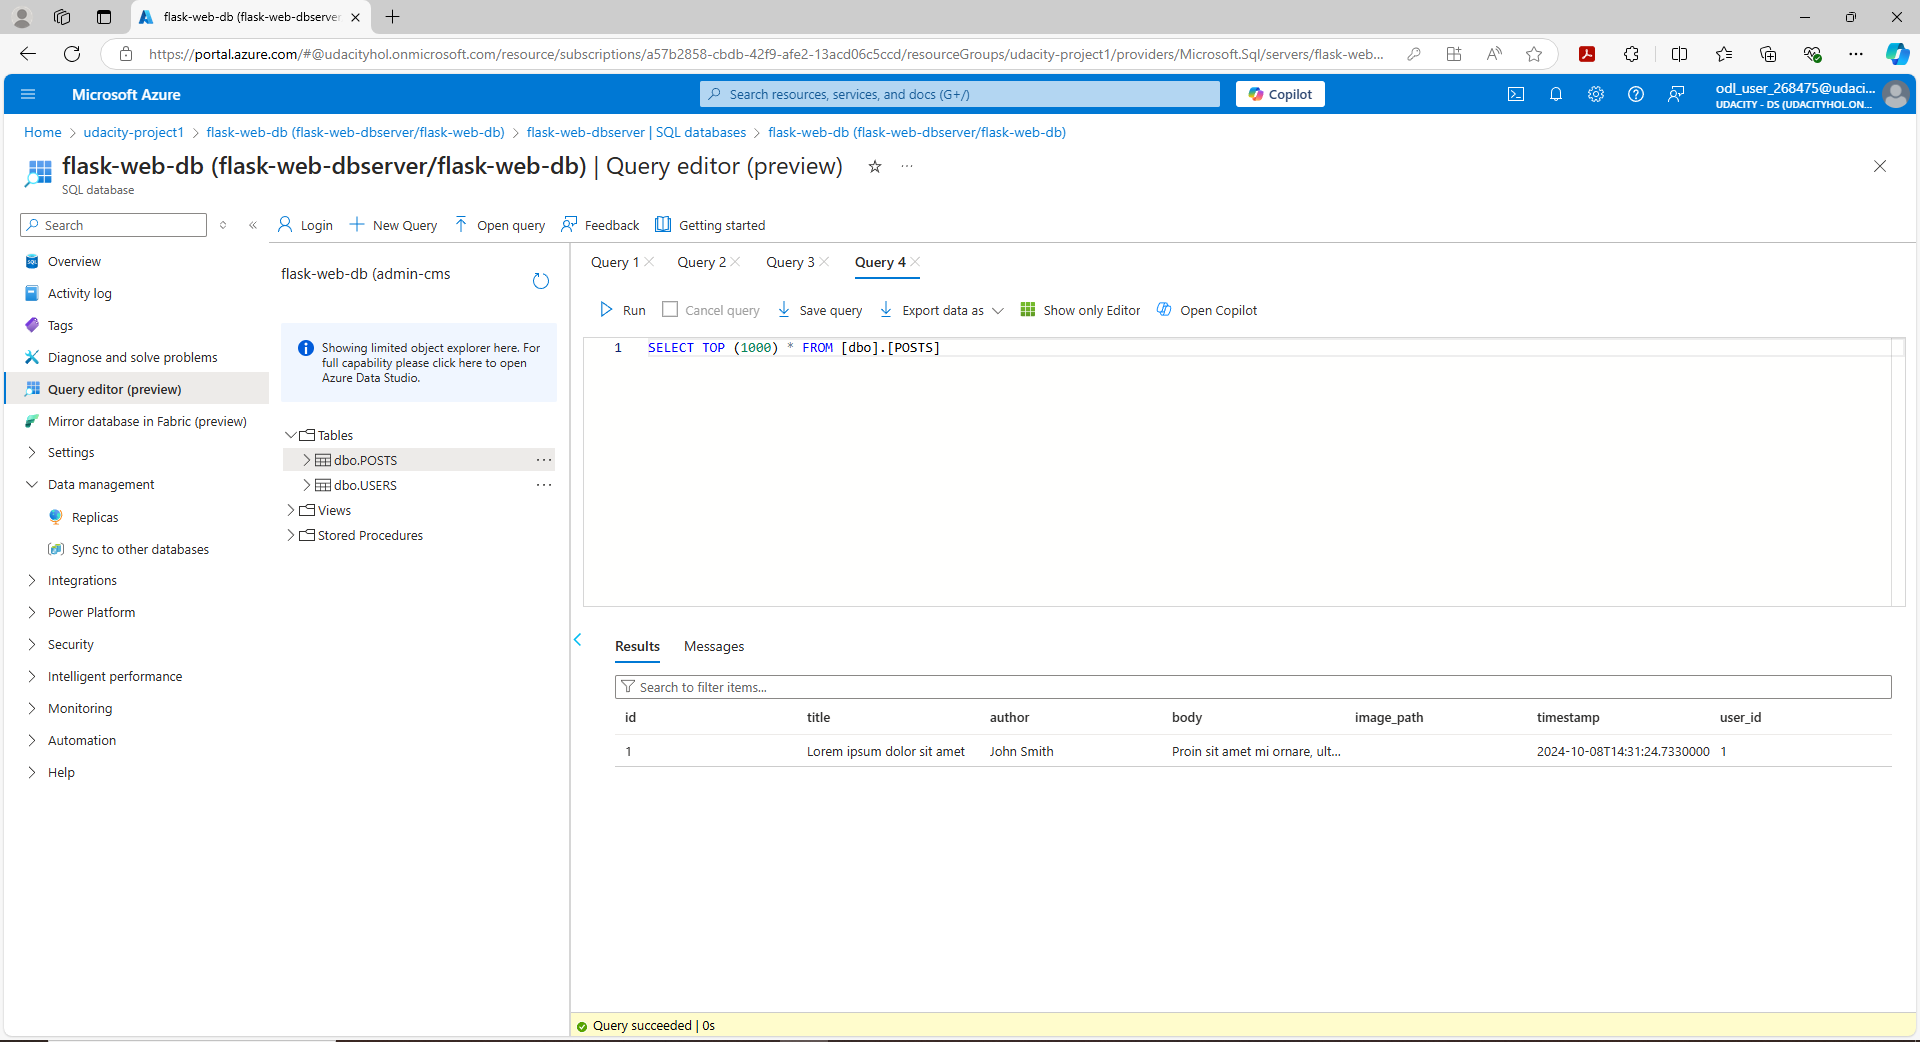 flask-web-db (flask-web-dbserver
https://portal.azure.com/#@udacityhol.onmicrosoft.com/resource/subscriptions/a57b2858-cbdb-42f9-afe2-13acd06c5ccd/resourceGroups/udacity-project1/providers/Microsoft.Sql/servers/flask-web...
Microsoft Azure
Search resources, services, and docs (G+/)
Copilot
odl_user_268475@udaci...
UDACITY - DS (UDACITYHOL.ON...
Home > udacity-project1 > flask-web-db (flask-web-dbserver/flask-web-db) > flask-web-dbserver | SQL databases > flask-web-db (flask-web-dbserver/flask-web-db)
flask-web-db (flask-web-dbserver/flask-web-db) | Query editor (preview)
SQL database
Search
Login
New Query
Open query
Feedback
Getting started
Overview
Activity log
Tags
Diagnose and solve problems
Query editor (preview)
Mirror database in Fabric (preview)
Settings
Data management
Replicas
Sync to other databases
Integrations
Power Platform
Security
Intelligent performance
Monitoring
Automation
Help
flask-web-db (admin-cms
Showing limited object explorer here. For
full capability please click here to open
Azure Data Studio.
Tables
dbo.POSTS
dbo.USERS
Views
Stored Procedures
Query 1
Query 2
Query 3
Query 4
Run
Cancel query
Save query
Export data as
Show only Editor
Open Copilot
1 SELECT TOP (1000) * FROM [dbo].[POSTS]
Results
Messages
Search to filter items...
id title author body image_path timestamp user_id
1 Lorem ipsum dolor sit amet John Smith Proin sit amet mi ornare, ult... 2024-10-08T14:31:24.7330000 1
Query succeeded | 0s